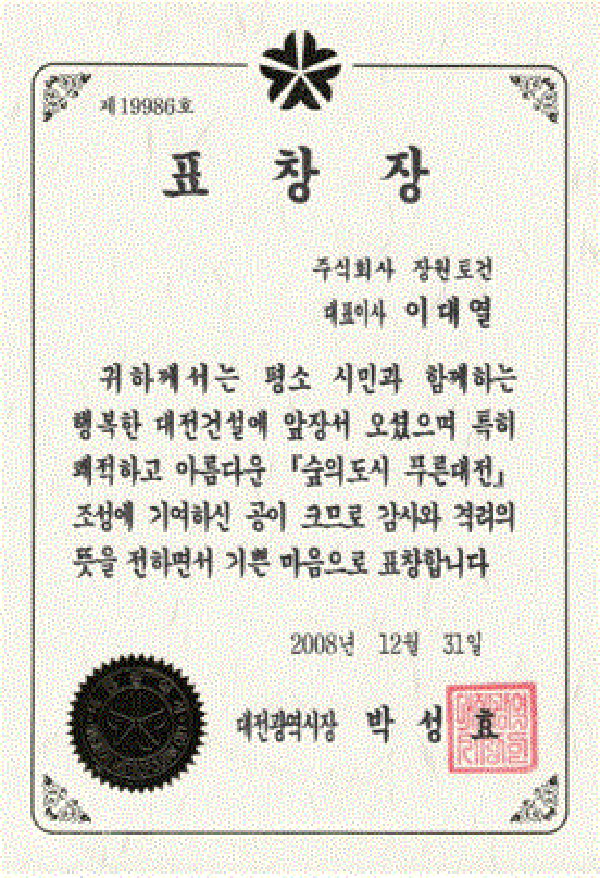 제19986호
표 창 장
주식회사 장원토건
대표이사 이대열
귀하께서는 평소 시민과 함께하는
행복한 대전건설에 앞장서 오셨으며 특히
쾌적하고 아름다운 『숲의도시 푸른대전』
조성에 기여하신 공이 크므로 감사와 격려의
뜻을 전하면서 기쁜 마음으로 표창합니다
2008년 12월 31일
대전광역시장 박 성 효